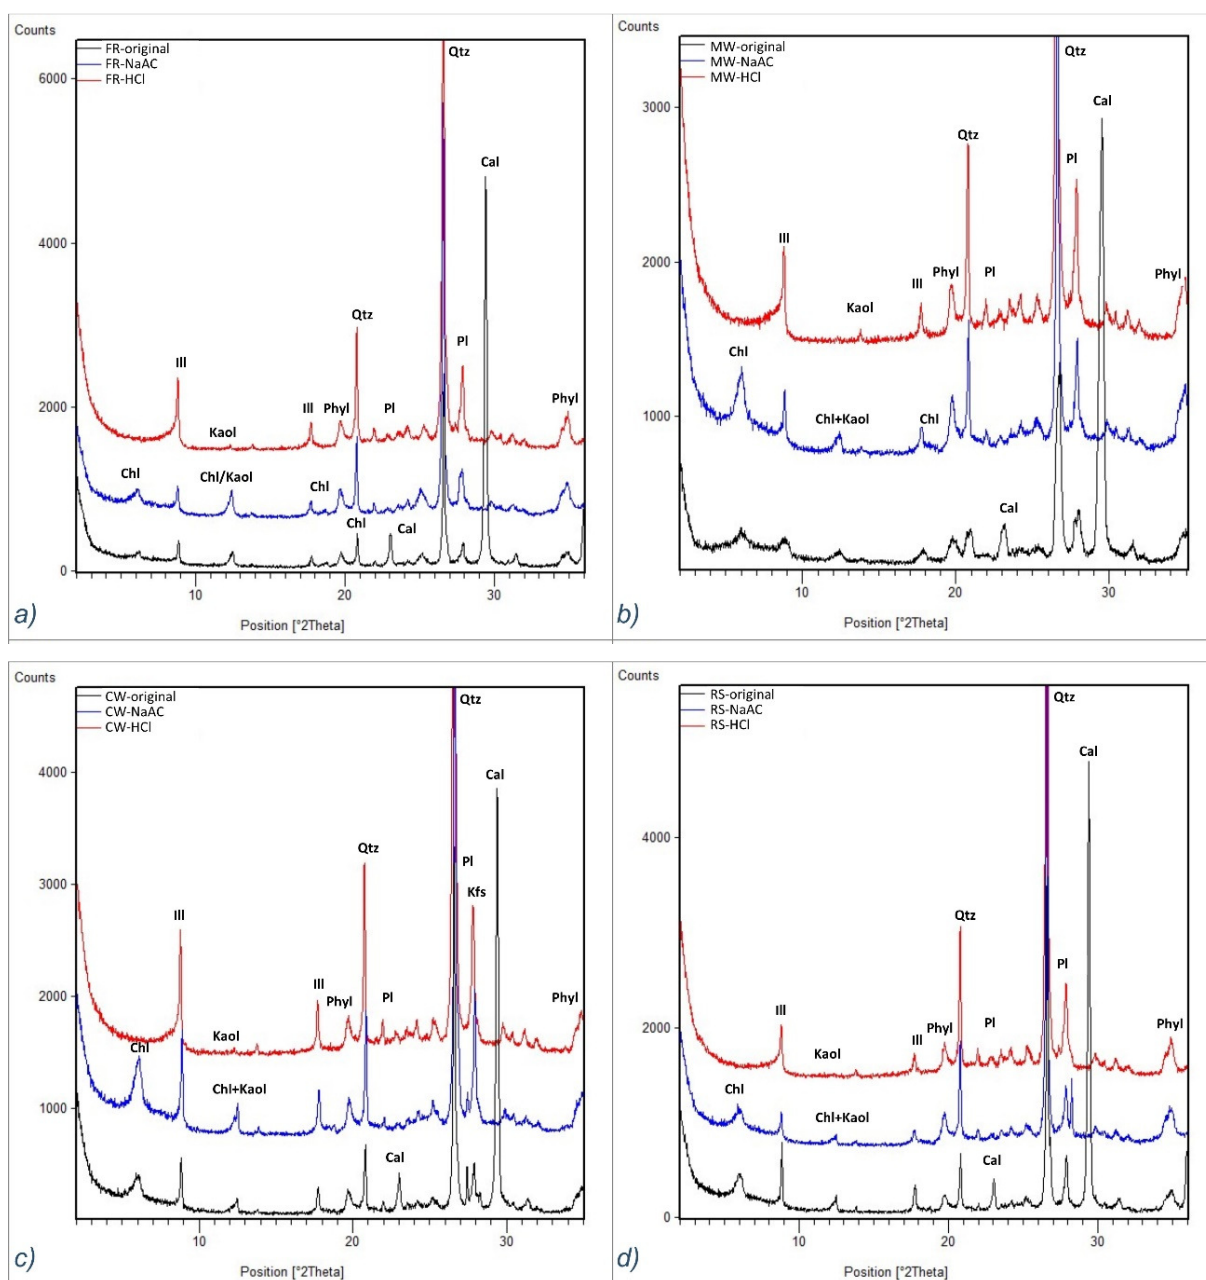 Counts
FR-original
FR-NaAC
FR-HCl
Qtz
6000
Cal
4000
Qtz
Pl
Ill
2000
Ill Phyl Pl Phyl
Kaol
Chl Chl/Kaol Chl
Chl Cal
0
10 20 30
a)
Position [°2Theta]
Counts
MW-original
MW-NaAC
MW-HCl
Qtz
3000
Cal
Qtz
Pl
Ill
2000
Ill Phyl Pl Phyl
Kaol
Chl
1000
Chl+Kaol Chl
Cal
10 20 30
b)
Position [°2Theta]
Counts
CW-original
CW-NaAC
CW-HCl
Qtz
4000
Cal
Qtz
Pl
Kfs
3000
Ill
2000
Ill Phyl Pl Phyl
Kaol
Chl
Chl+Kaol
1000
Cal
10 20 30
c)
Position [°2Theta]
Counts
RS-original
RS-NaAC
RS-HCl
Qtz
Cal
4000
Qtz
Pl
2000
Ill
Ill Phyl Pl Phyl
Kaol
Chl
Chl+Kaol
Cal
0
10 20 30
d)
Position [°2Theta]